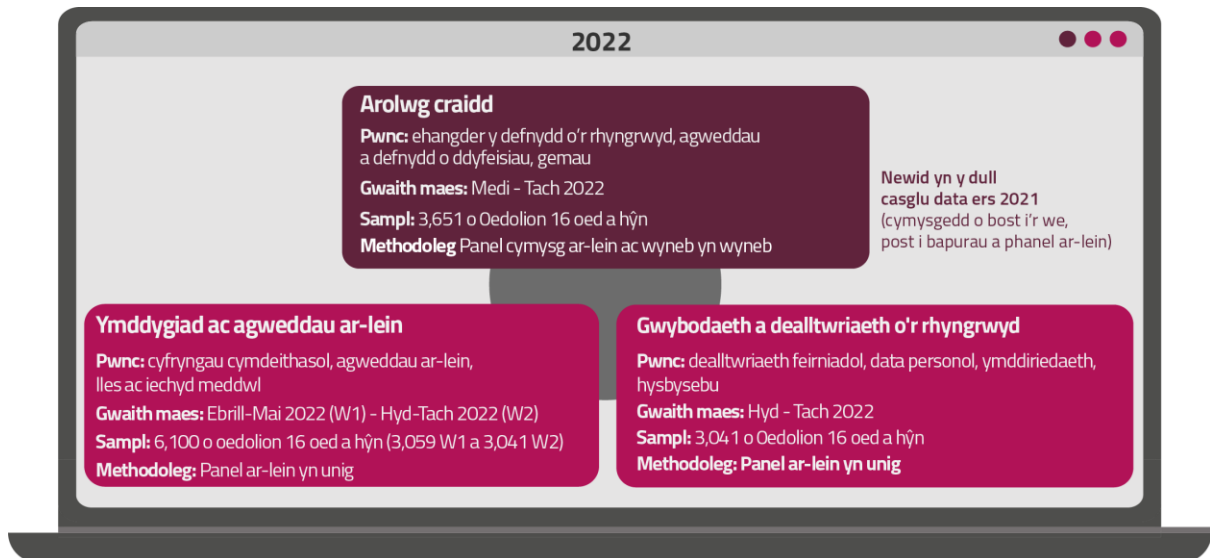 2022
Arolwg craidd
Pwnc: ehangder y defnydd o'r rhyngrwyd, agweddau
a defnydd o ddyfeisiau, gemau
Gwaith maes: Medi - Tach 2022
Sampl: 3,651 o 0edolion 16 oed a hŷn
Methodoleg Panel cymysg ar-lein ac wyneb yn wyneb
Newid yn y dull
casglu data ers 2021
(cymysgedd o bost i'r we,
post i bapurau a phanel ar-lein)
Ymddygiad ac agweddau ar-lein
Pwnc: cyfryngau cymdeithasol, agweddau ar-lein,
lles ac iechyd meddwl
Gwaith maes: Ebrill-Mai 2022 (W1) - Hyd-Tach 2022 (W2)
Sampl: 6,100 o oedolion 16 oed a hŷn (3,059 W1 a 3,041 W2)
Methodoleg: Panel ar-lein yn unig
Gwybodaeth a dealltwriaeth o'r rhyngrwyd
Pwnc: dealltwriaeth feirniadol, data personol, ymddiriedaeth,
hysbysebu
Gwaith maes: Hyd - Tach 2022
Sampl: 3,041 o 0edolion 16 oed a hŷn
Methodoleg: Panel ar-lein yn unig